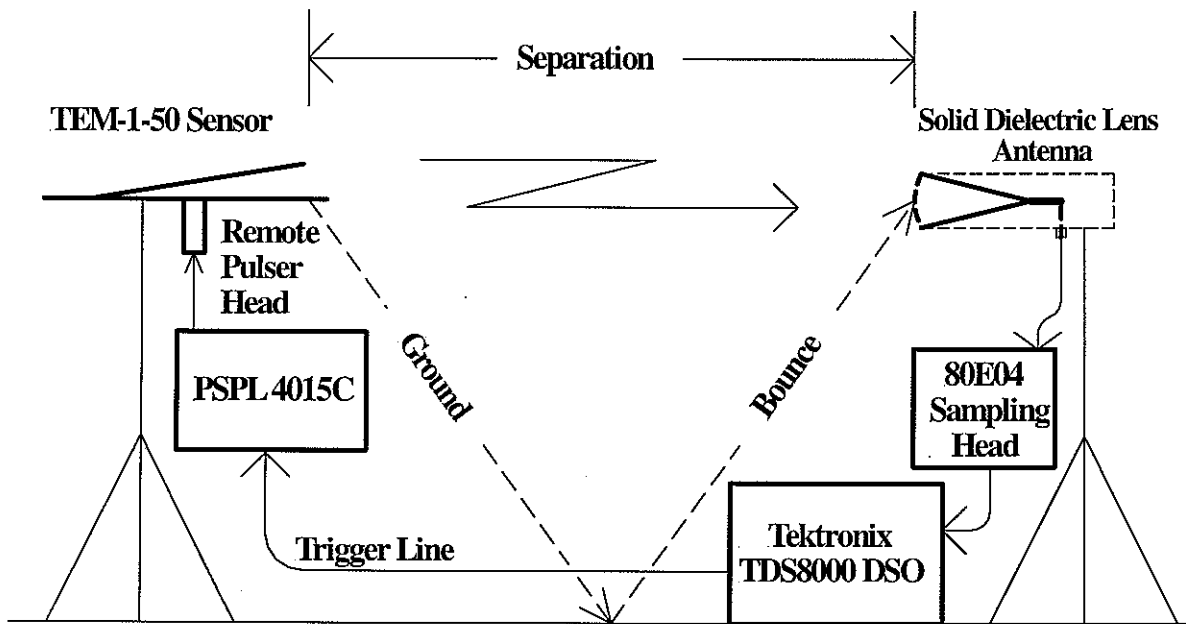 Separation
TEM-1-50 Sensor
Solid Dielectric Lens
Antenna
Remote
Pulser
Head
PSPL 4015C
Ground
Bounce
80E04
Sampling
Head
Trigger Line
Tektronix
TDS8000 DSO